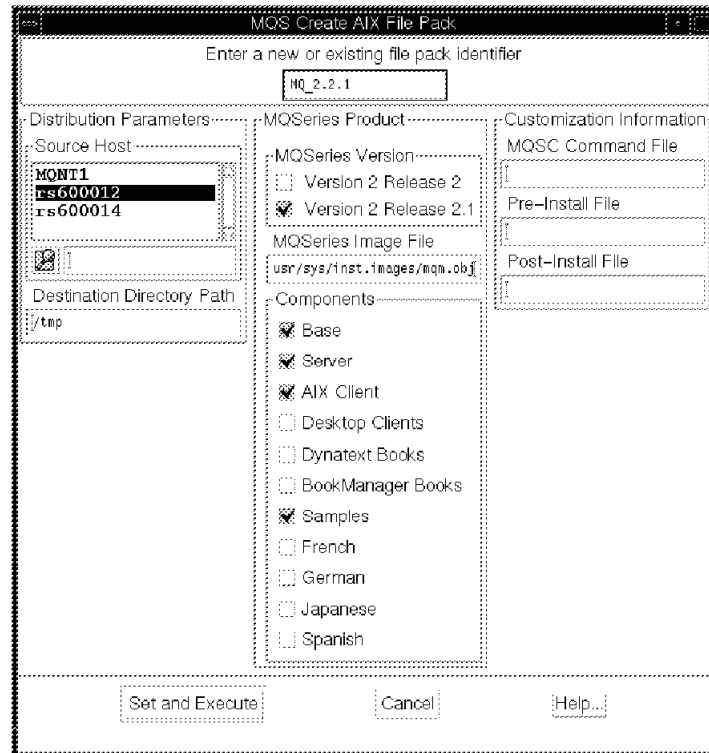 MQS Create AIX File Pack
Enter a new or existing file pack identifier
MQ_2.2.1
Distribution Parameters
Source Host
MQNT1
rs600012
rs600014
Destination Directory Path
/tmp
MQSeries Product
MQSeries Version
Version 2 Release 2
Version 2 Release 2.1
MQSeries Image File
usr/sys/inst.images/mqm.obj
Components
Base
Server
AIX Client
Desktop Clients
Dynatext Books
BookManager Books
Samples
French
German
Japanese
Spanish
Customization Information
MQSC Command File
Pre-Install File
Post-Install File
Set and Execute
Cancel
Help...